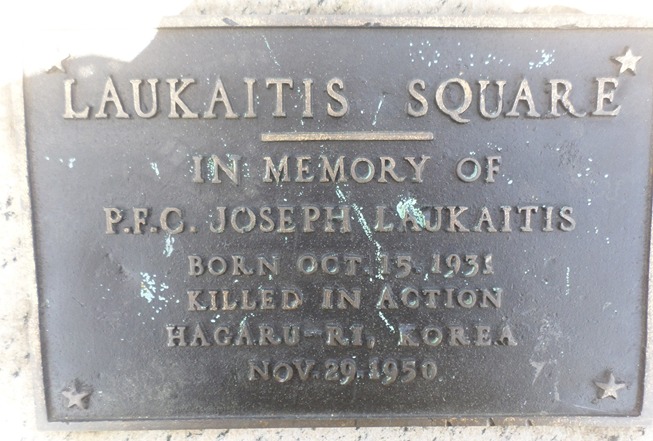 LAUKAITIS SQUARE
IN MEMORY OF
P.F.C. JOSEPH LAUKAITIS
BORN OCT. 15. 1931
KILLED IN ACTION
HAGARU-RI, KOREA
NOV. 29. 1950